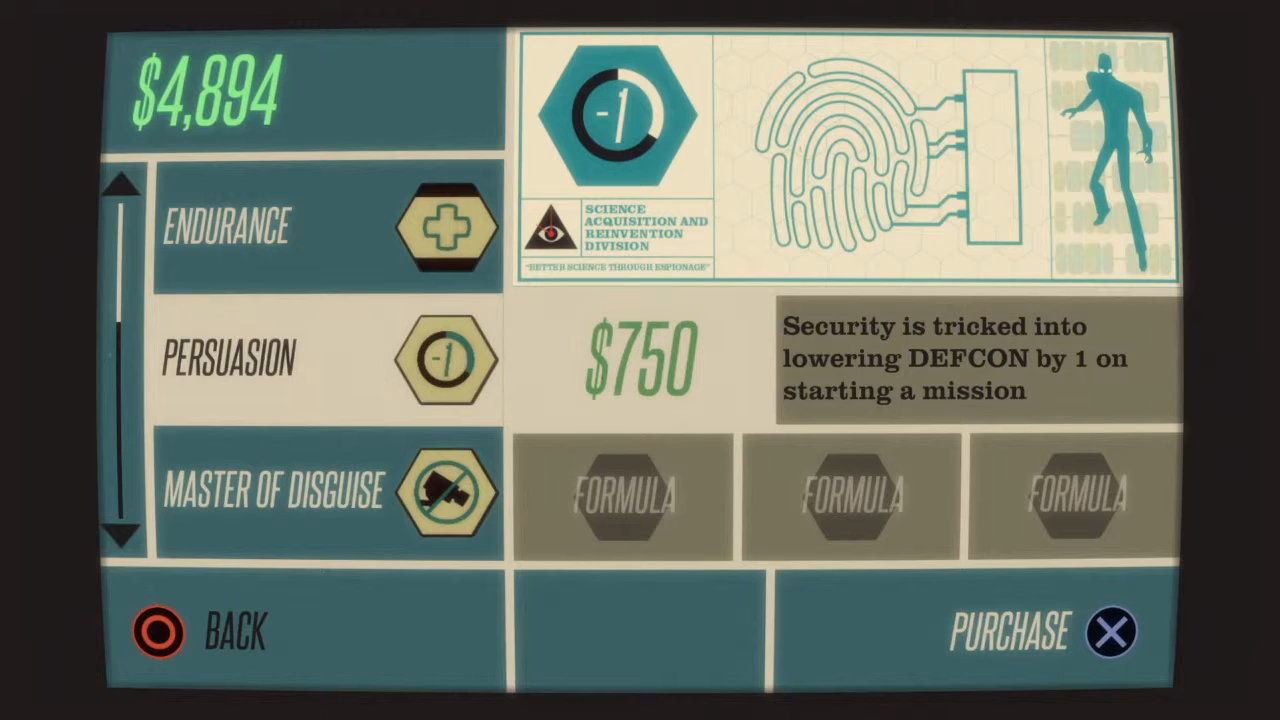 $4,894
-1
SCIENCE
ACQUISITION AND
REINVENTION
DIVISION
"BETTER SCIENCE THROUGH ESPIONAGE"
ENDURANCE
PERSUASION
-1
$750
Security is tricked into
lowering DEFCON by 1 on
starting a mission
MASTER OF DISGUISE
FORMULA
FORMULA
FORMULA
BACK
PURCHASE